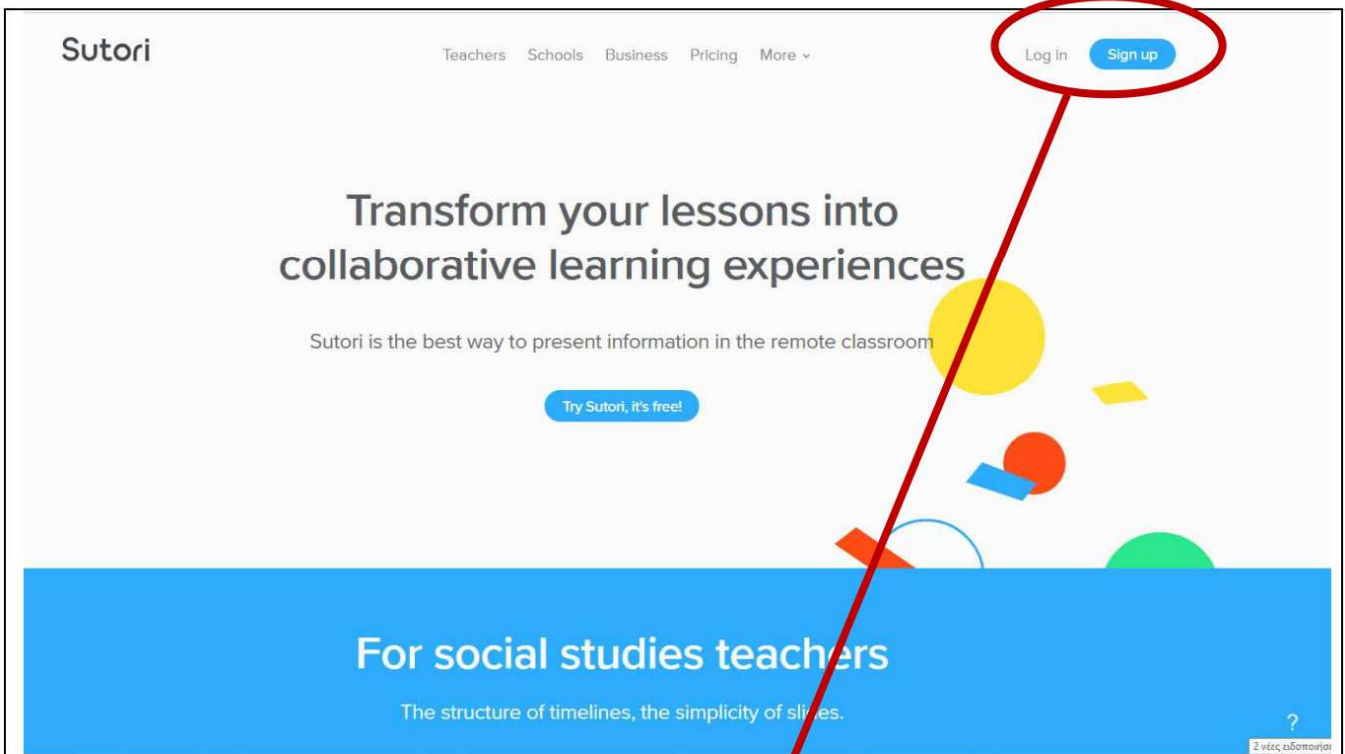 Sutori
Teachers Schools Business Pricing More
Log in Sign up
Transform your lessons into
collaborative learning experiences
Sutori is the best way to present information in the remote classroom
Try Sutori, it's free!
For social studies teachers
The structure of timelines, the simplicity of slides.
?
2 νέες